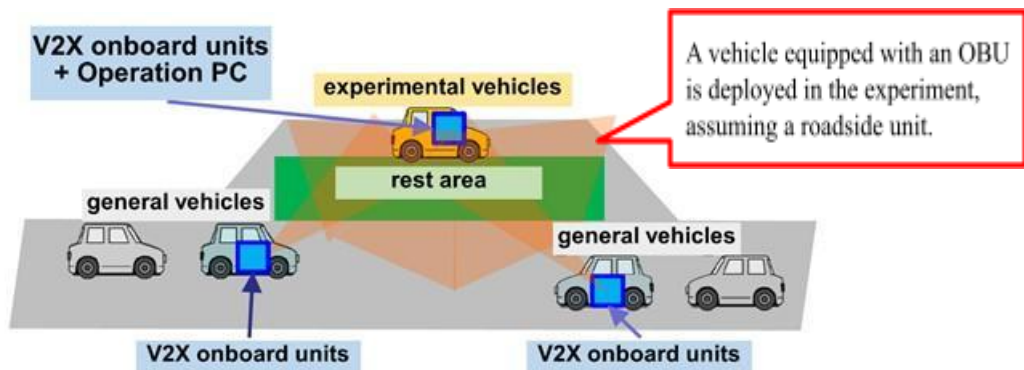 V2X onboard units
+ Operation PC
experimental vehicles
A vehicle equipped with an OBU
is deployed in the experiment,
assuming a roadside unit.
rest area
general vehicles
general vehicles
V2X onboard units
V2X onboard units